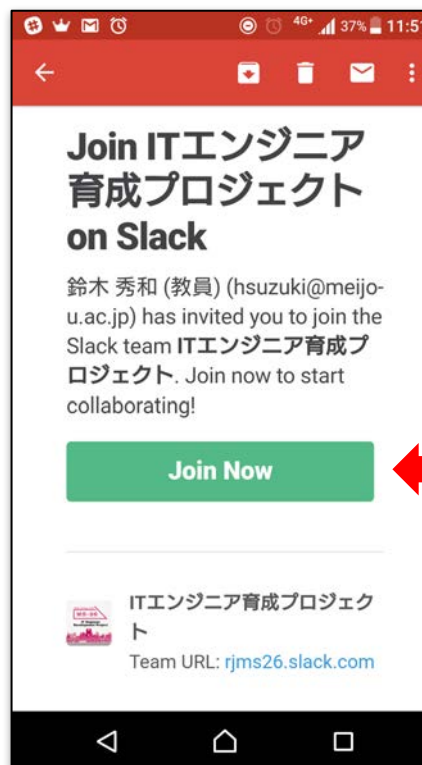 4G+ 37% 11:51
Join ITエンジニア
育成プロジェクト
on Slack
鈴木 秀和 (教員) (hsuzuki@meijo-
u.ac.jp) has invited you to join the
Slack team ITエンジニア育成プ
ロジェクト. Join now to start
collaborating!
Join Now
ITエンジニア育成プロジェク
ト
Team URL: rjms26.slack.com